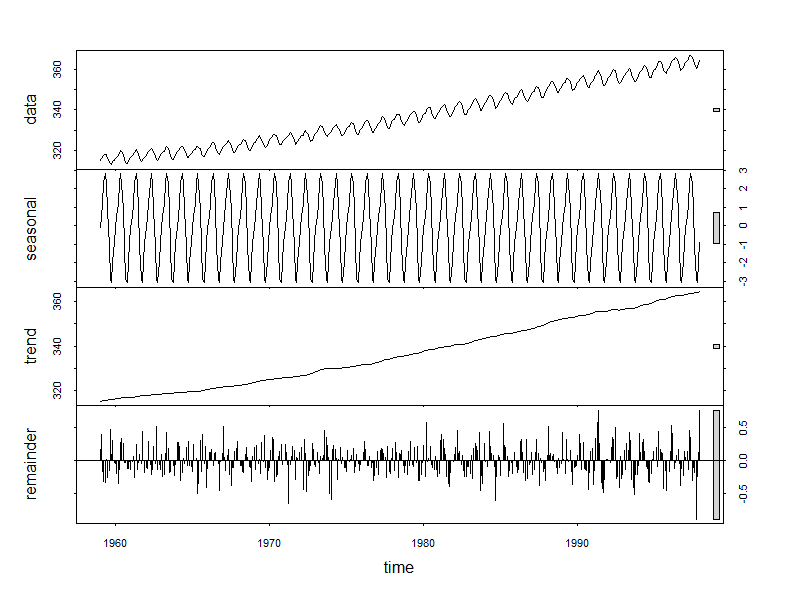 data
320 340 360
seasonal
-3 -2 -1 0 1 2 3
trend
320 340 360
remainder
-0.5 0.0 0.5
1960 1970 1980 1990
time